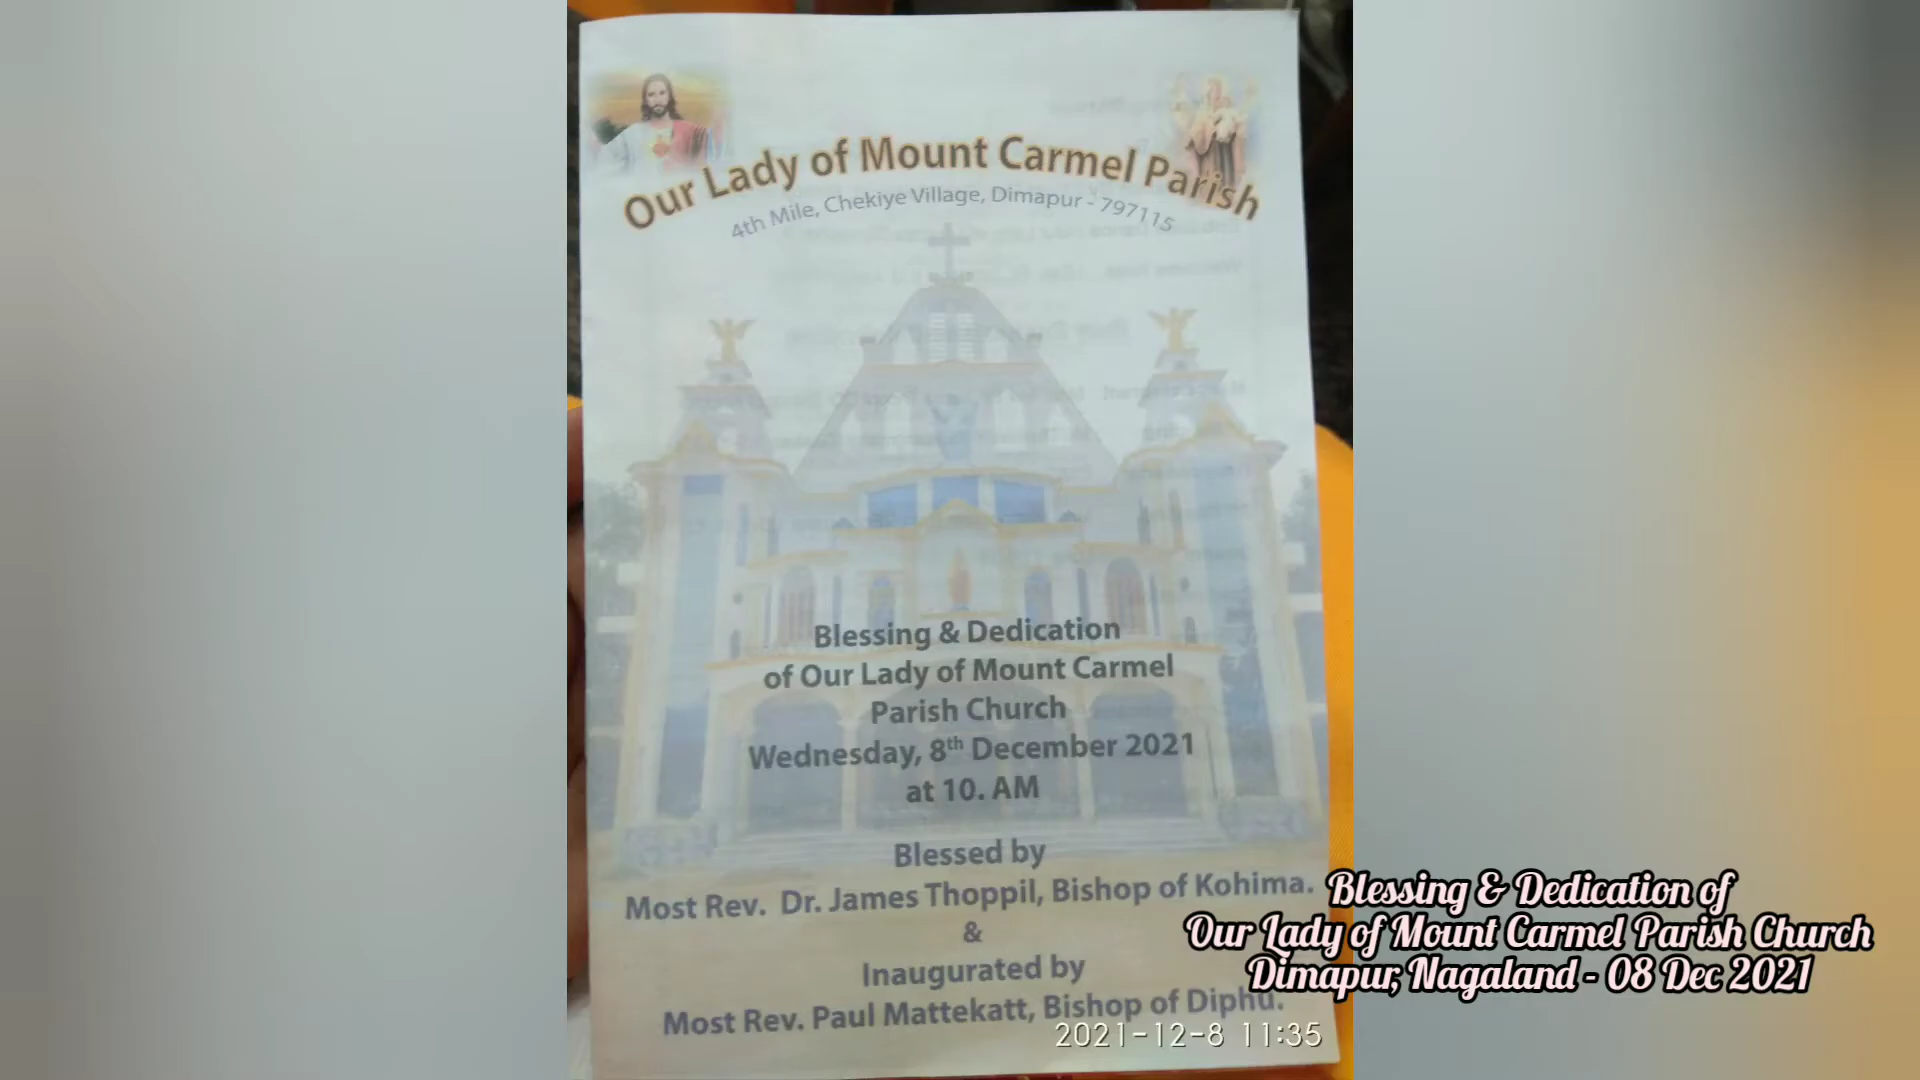 Our Lady of Mount Carmel Parish
4th Mile, Chekiye Village, Dimapur - 797115
Blessing & Dedication
of Our Lady of Mount Carmel
Parish Church
Wednesday, 8th December 2021
at 10. AM
Blessed by
Most Rev. Dr. James Thoppil, Bishop of Kohima.
&
Inaugurated by
Most Rev. Paul Mattekatt, Bishop of Diphu.
2021-12-8 11:35
Blessing & Dedication of
Our Lady of Mount Carmel Parish Church
Dimapur, Nagaland - 08 Dec 2021